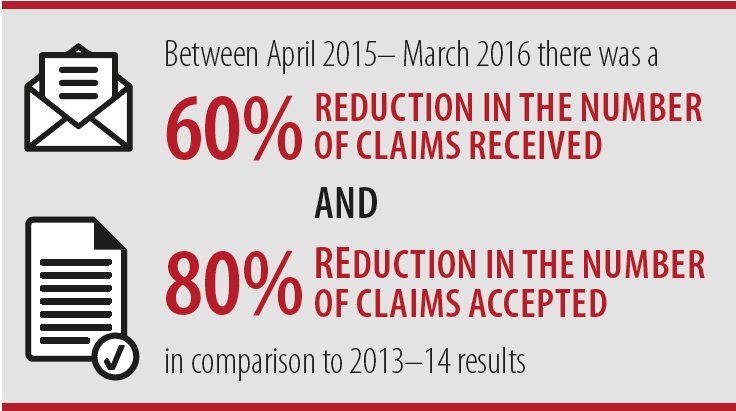 Between April 2015– March 2016 there was a
60% REDUCTION IN THE NUMBER
OF CLAIMS RECEIVED
AND
80% REDUCTION IN THE NUMBER
OF CLAIMS ACCEPTED
in comparison to 2013–14 results